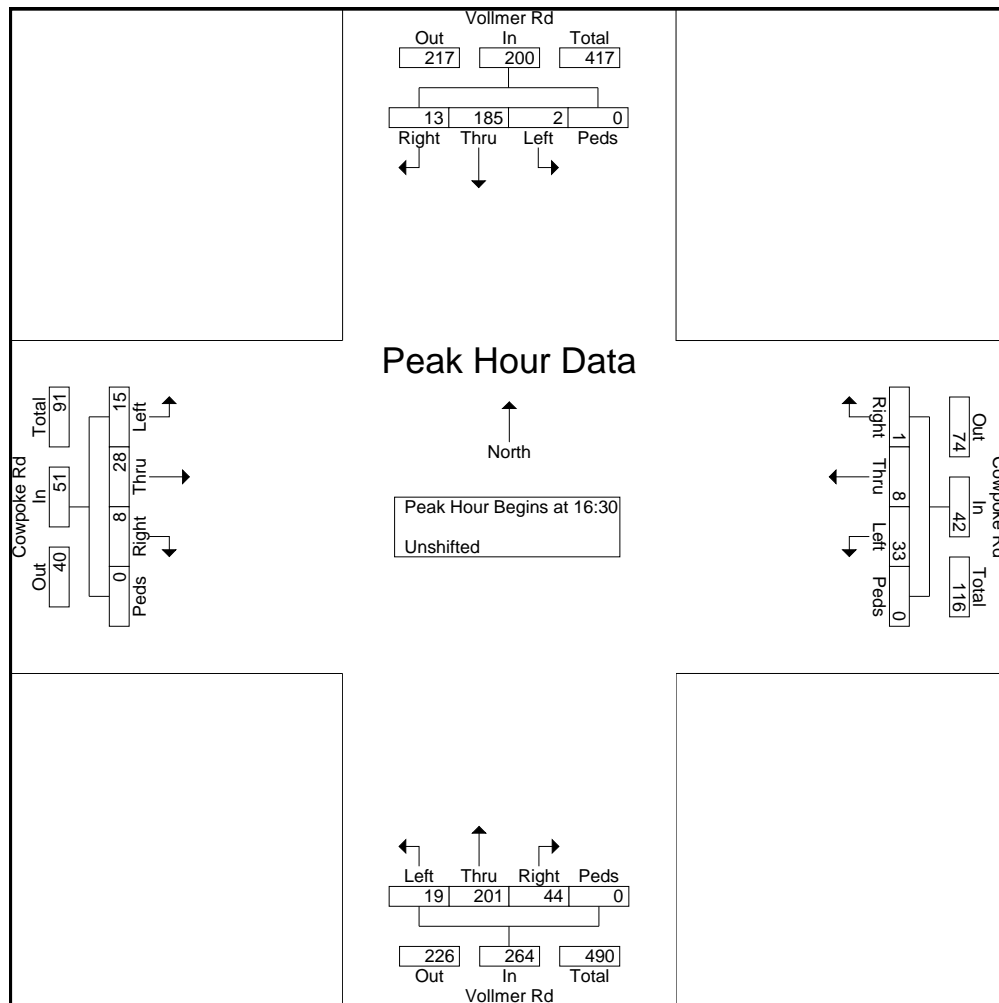 Vollmer Rd
Out In Total
217 200 417
13 185 2 0
Right Thru Left Peds
Peak Hour Data
North
Peak Hour Begins at 16:30
Unshifted
Cowpoke Rd
Total In Out
91 51 40
15 28 8 0
Left Thru Right Peds
Cowpoke Rd
Out In Total
74 42 116
1 8 33 0
Right Thru Left Peds
Left Thru Right Peds
19 201 44 0
226 264 490
Out In Total
Vollmer Rd